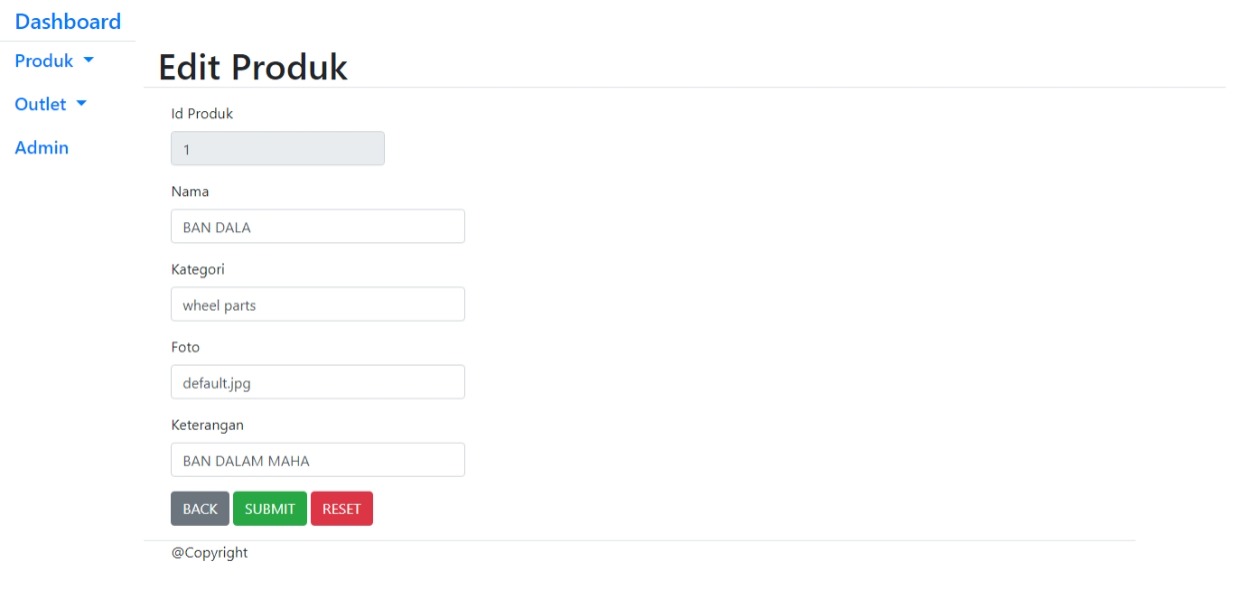 Dashboard
Produk
Outlet
Admin
Edit Produk
Id Produk
1
Nama
BAN DALA
Kategori
wheel parts
Foto
default.jpg
Keterangan
BAN DALAM MAHA
BACK SUBMIT RESET
@Copyright